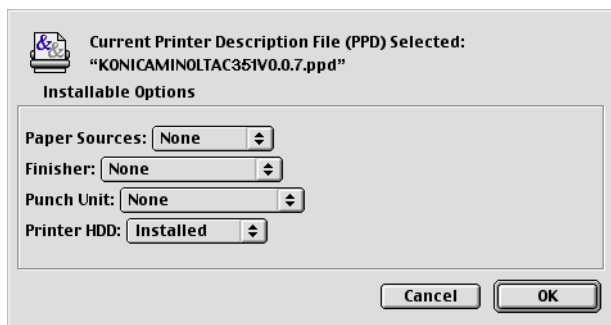 Current Printer Description File (PPD) Selected:
“KONICAMINOLTAC351V0.0.7.ppd”
Installable Options
Paper Sources: None
Finisher: None
Punch Unit: None
Printer HDD: Installed
Cancel OK